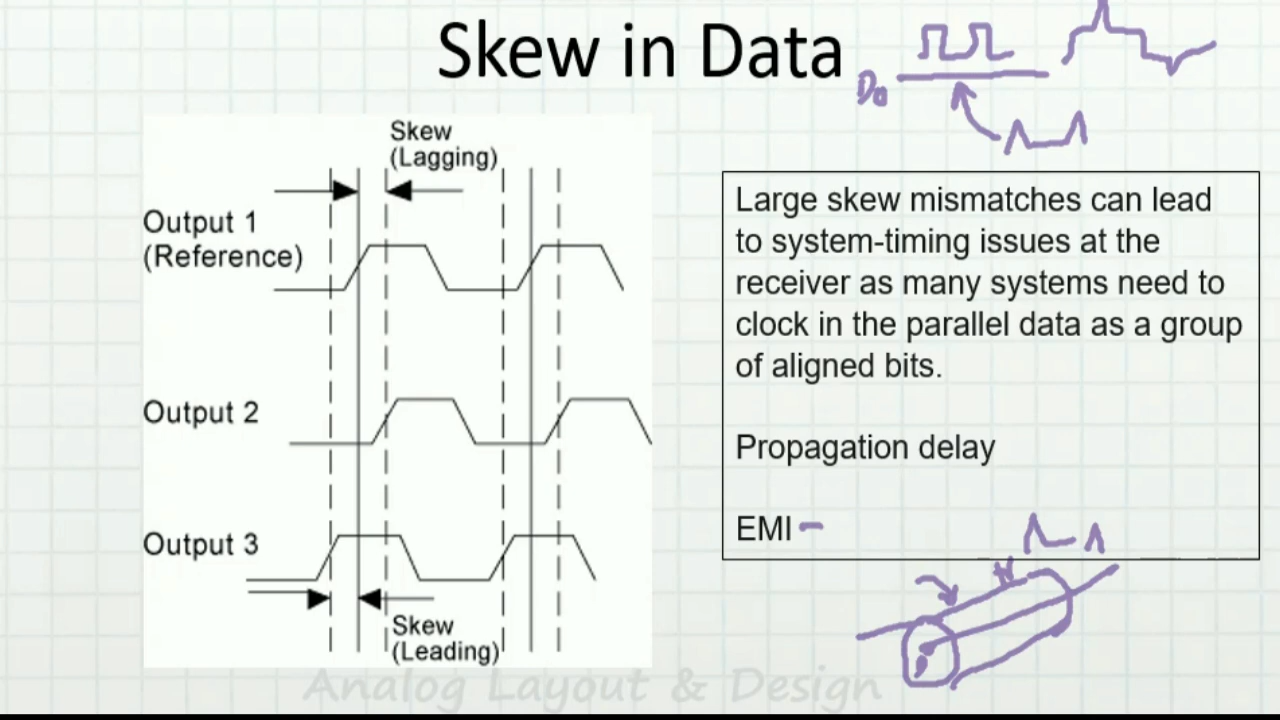 Skew in Data
D0
Skew
(Lagging)
Output 1
(Reference)
Output 2
Output 3
Skew
(Leading)
Large skew mismatches can lead
to system-timing issues at the
receiver as many systems need to
clock in the parallel data as a group
of aligned bits.
Propagation delay
EMI
Analog Layout & Design